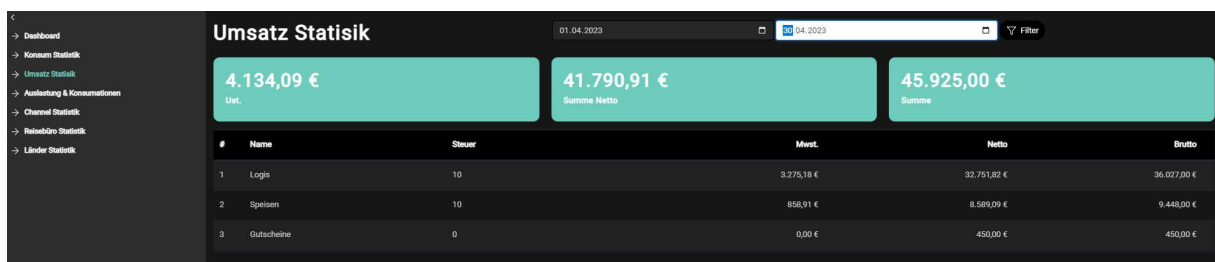 <
→ Dashboard
→ Konsum Statistik
→ Umsatz Statisik
→ Auslastung & Konsumationen
→ Channel Statistik
→ Reisebüro Statistik
→ Länder Statistik
Umsatz Statisik
01.04.2023
30.04.2023
Filter
4.134,09 €
Ust.
41.790,91 €
Summe Netto
45.925,00 €
Summe
# Name Steuer Mwst. Netto Brutto
1 Logis 10 3.275,18 € 32.751,82 € 36.027,00 €
2 Speisen 10 858,91 € 8.589,09 € 9.448,00 €
3 Gutscheine 0 0,00 € 450,00 € 450,00 €